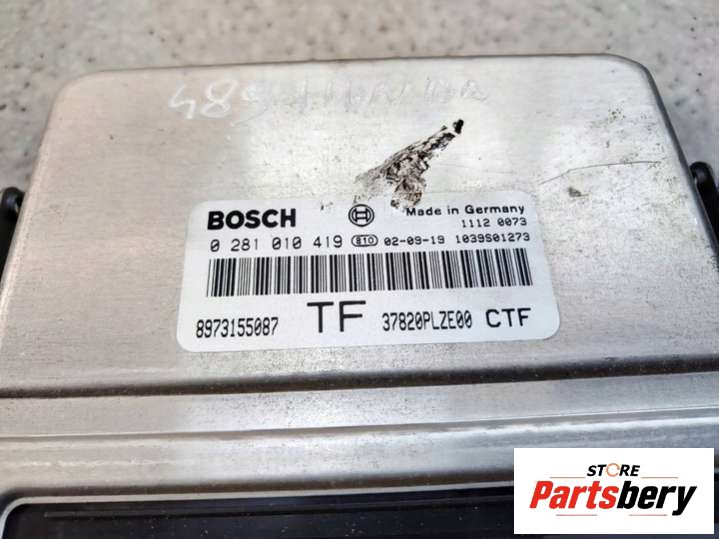 BOSCH Made in Germany
1112 0073
0 281 010 419 810 02-09-19 1039S01273
8973155087 TF 37820PLZE00 CTF
STORE
Partsbery